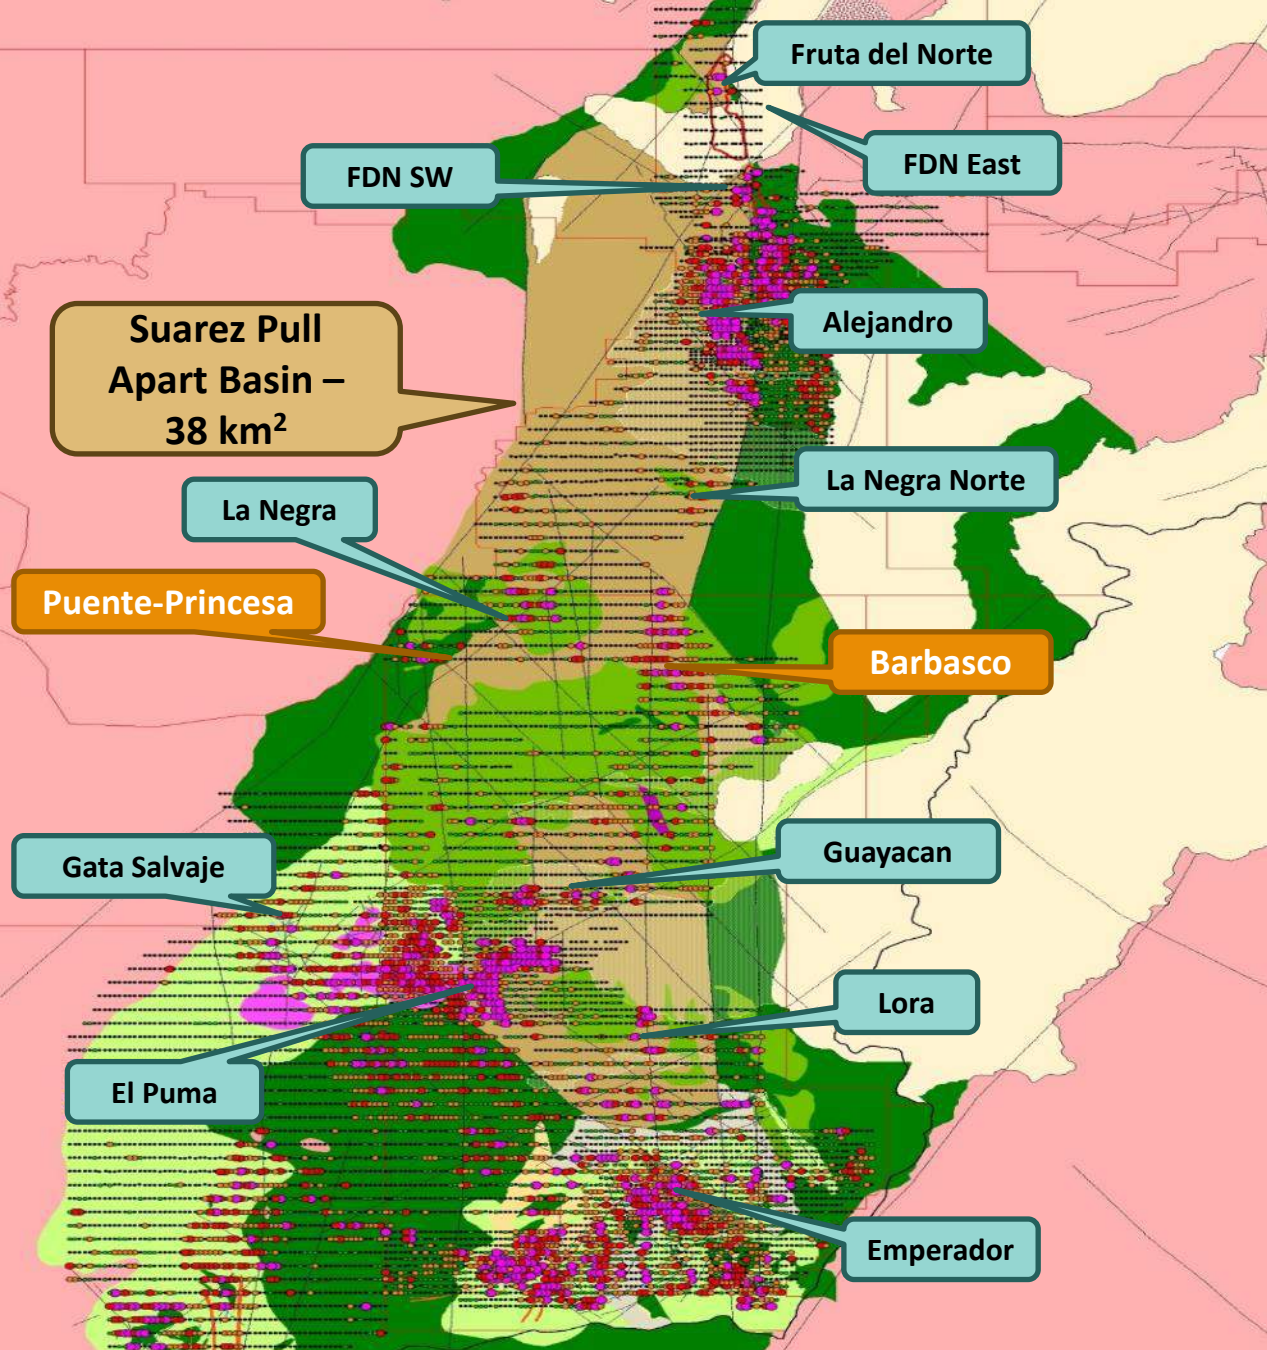 Fruta del Norte
FDN East
FDN SW
Alejandro
Suarez Pull
Apart Basin –
38 km²
La Negra Norte
La Negra
Puente-Princesa
Barbasco
Guayacan
Gata Salvaje
Lora
El Puma
Emperador